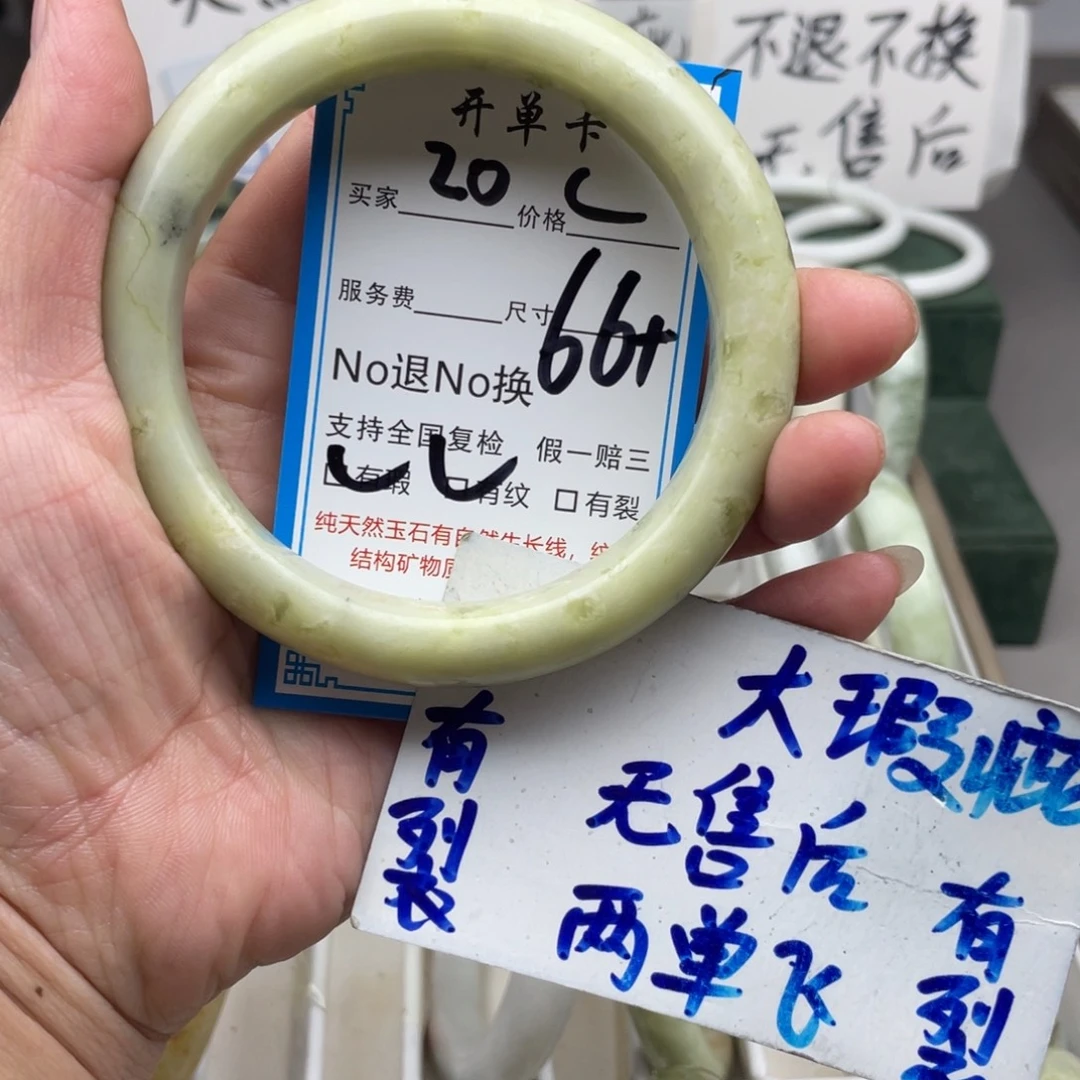 不退不换
售后
开单卡
买家 20 价格
服务费 尺寸 66+
No退No换
支持全国复检 假一赔三
有瑕 有纹 有裂
纯天然玉石有自然生长线，纹
结构矿物质
大瑕疵
无售后
两单飞
有裂
有裂